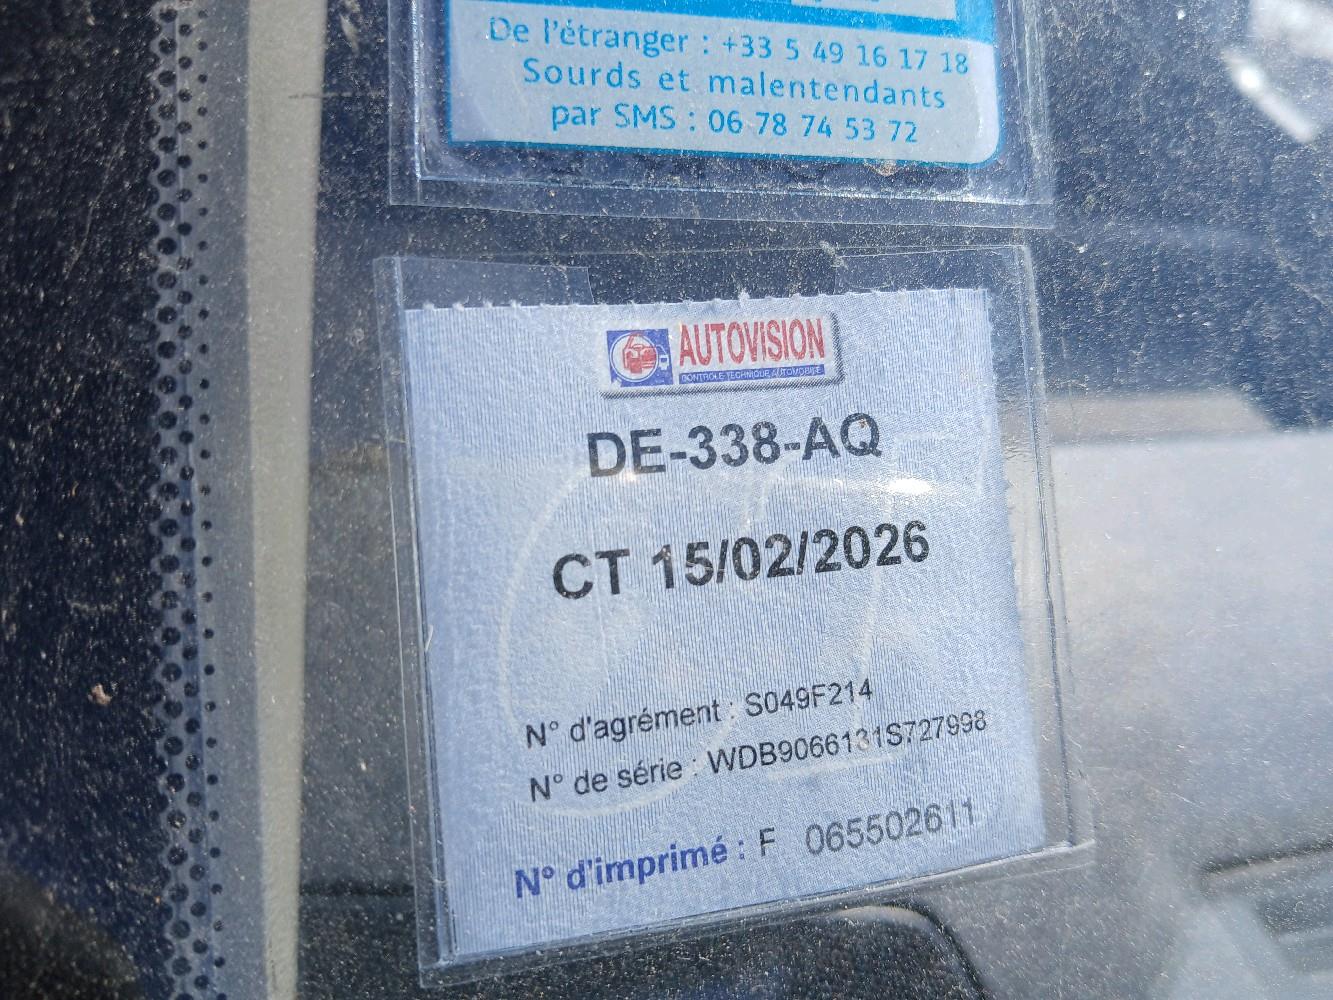 De l'étranger : +33 5 49 16 17 18
Sourds et malentendants
par SMS : 06 78 74 53 72
AUTOVISION
CONTROLE TECHNIQUE AUTOMOBILE
DE-338-AQ
CT 15/02/2026
N° d'agrément : S049F214
N° de série : WDB9066131S727998
N° d'imprimé : F 065502611